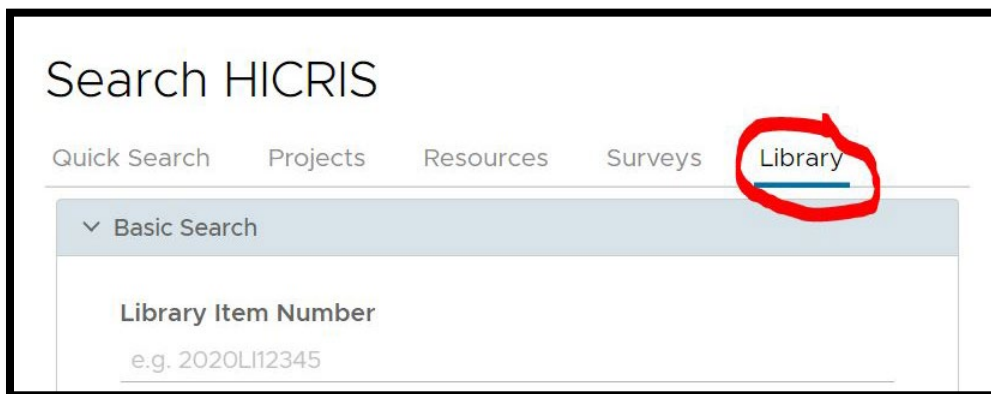 Search HICRIS
Quick Search Projects Resources Surveys Library
Basic Search
Library Item Number
e.g. 2020LI12345